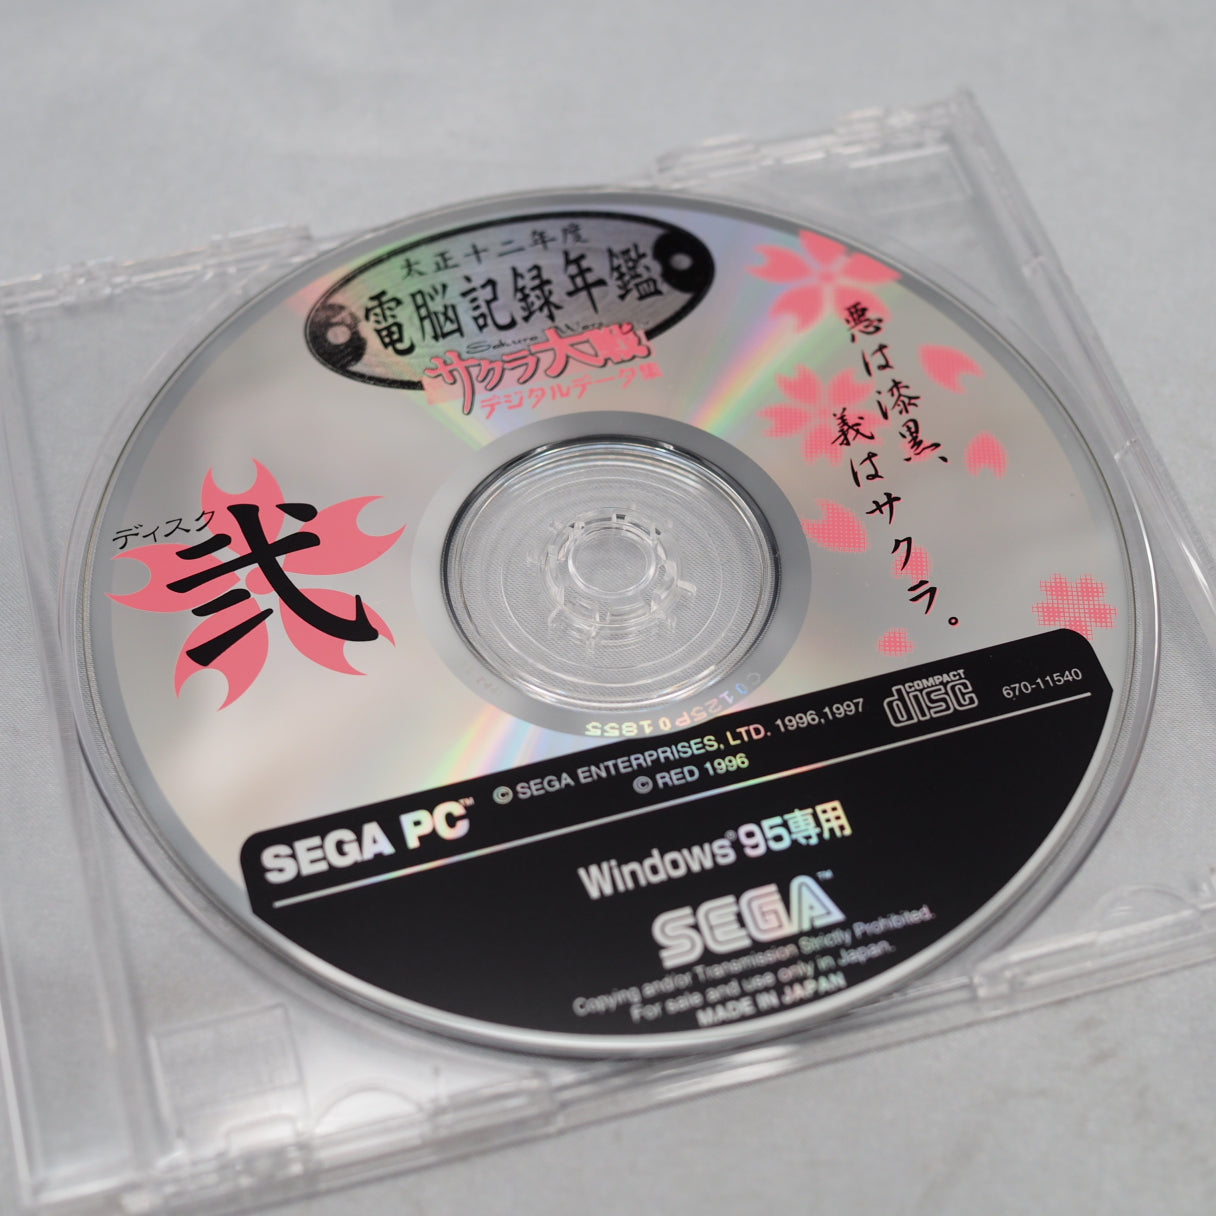 大正十二年度
電脳記録年鑑
Sakura Wars
サクラ大戦
デジタルデータ集
悪は漆黒、
義はサクラ。
ディスク
弐
C0125P01855
SEGA PC™
© SEGA ENTERPRISES, LTD. 1996,1997
© RED 1996
COMPACT
disc
670-11540
Windows®95専用
SEGA™
Copying and/or Transmission Strictly Prohibited.
For sale and use only in Japan.
MADE IN JAPAN